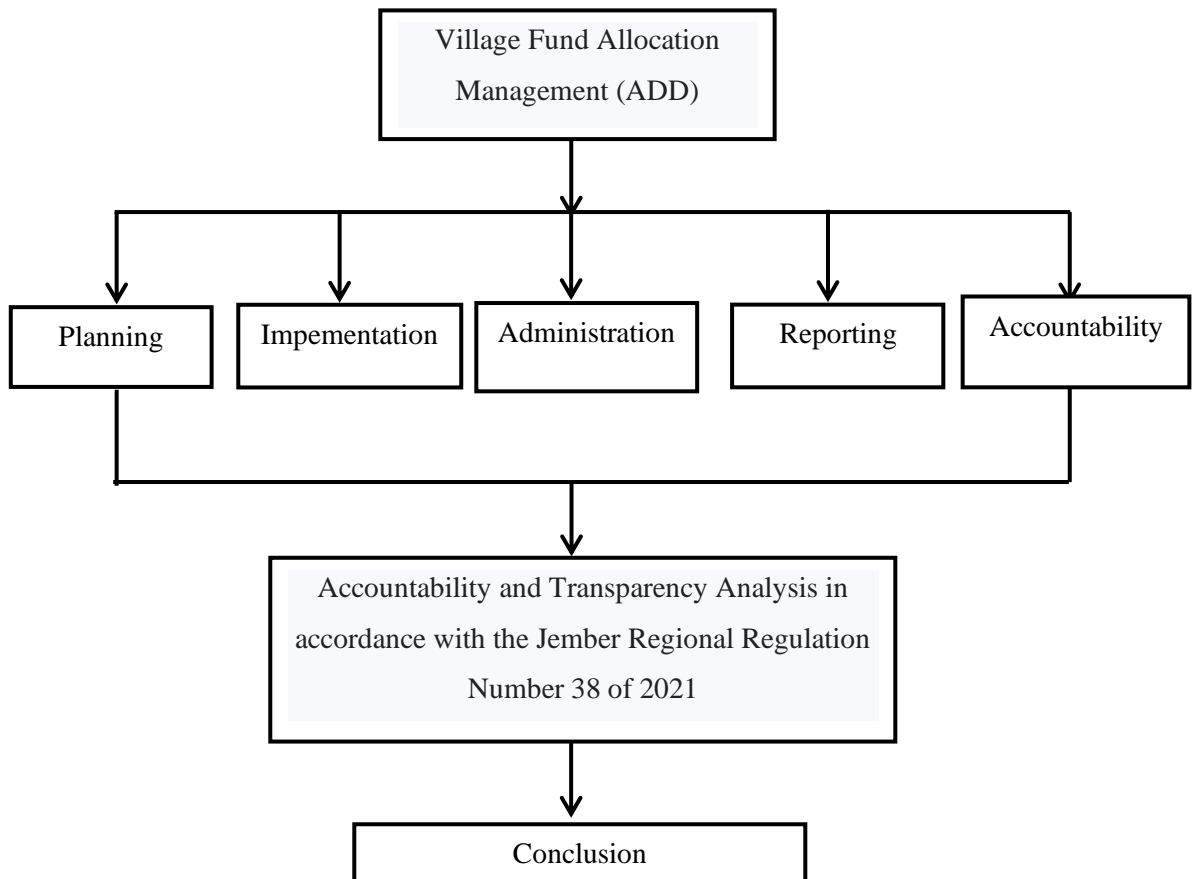 Village Fund Allocation
Management (ADD)
Planning
Impementation
Administration
Reporting
Accountability
Accountability and Transparency Analysis in
accordance with the Jember Regional Regulation
Number 38 of 2021
Conclusion